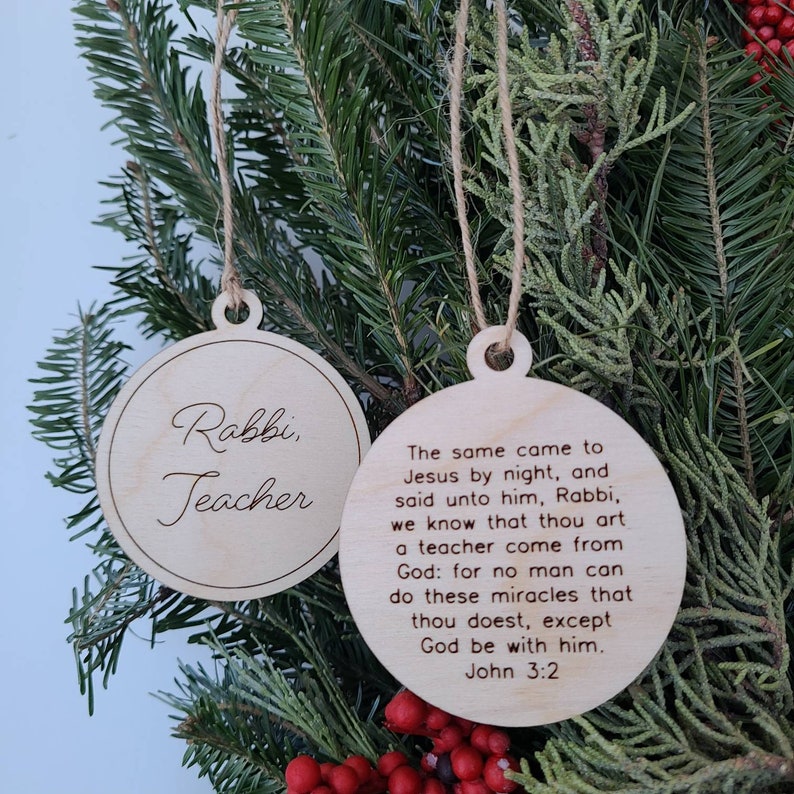 Rabbi,
Teacher
The same came to
Jesus by night, and
said unto him, Rabbi,
we know that thou art
a teacher come from
God: for no man can
do these miracles that
thou doest, except
God be with him.
John 3:2